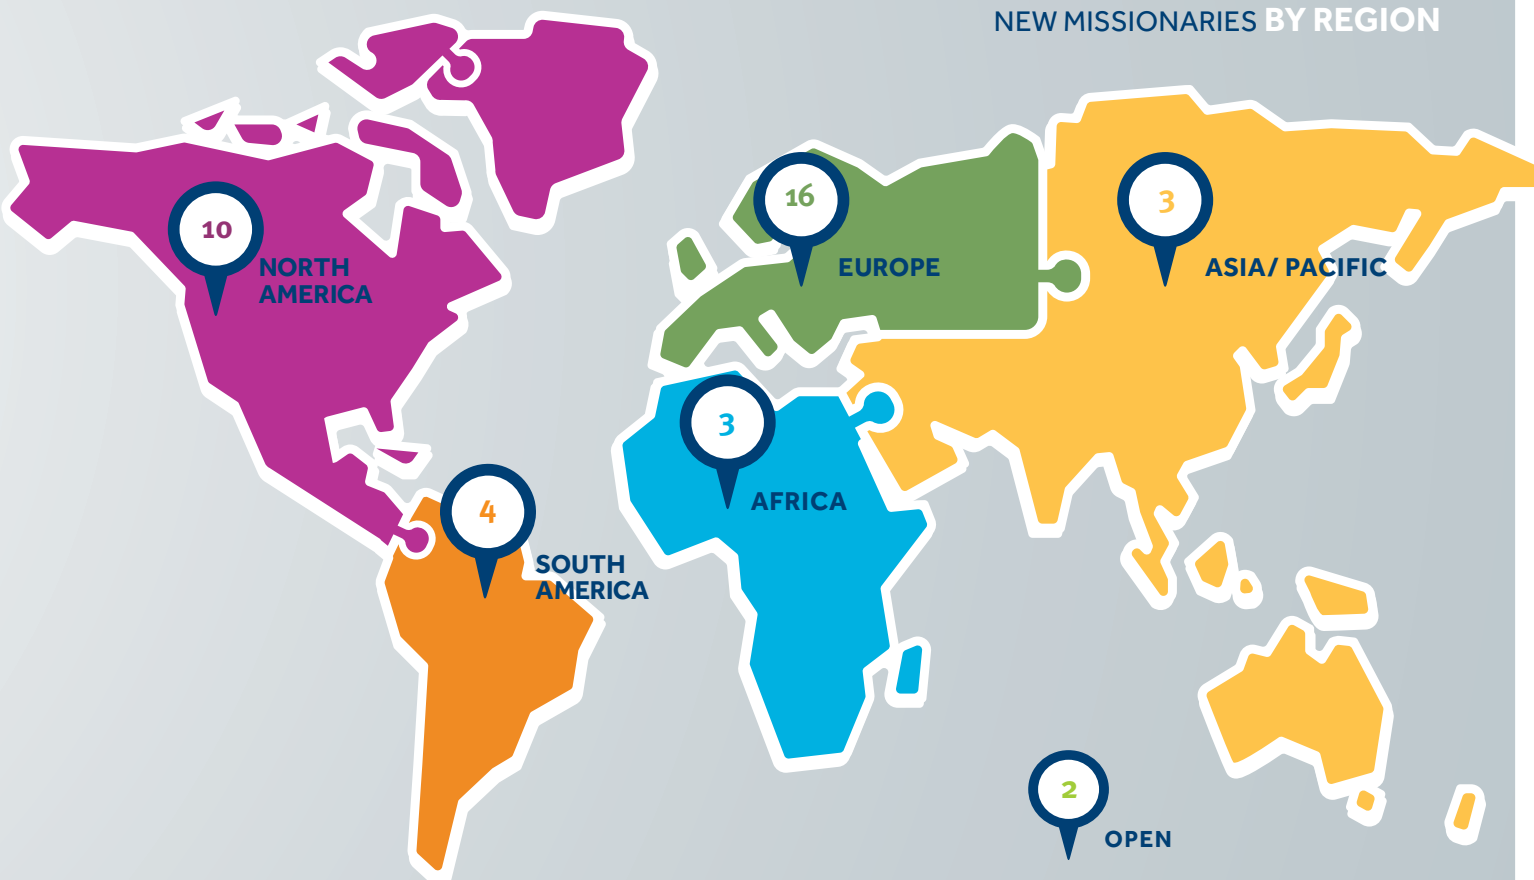 NEW MISSIONARIES BY REGION
16
3
10
EUROPE
ASIA/ PACIFIC
NORTH
AMERICA
3
AFRICA
4
SOUTH
AMERICA
2
OPEN